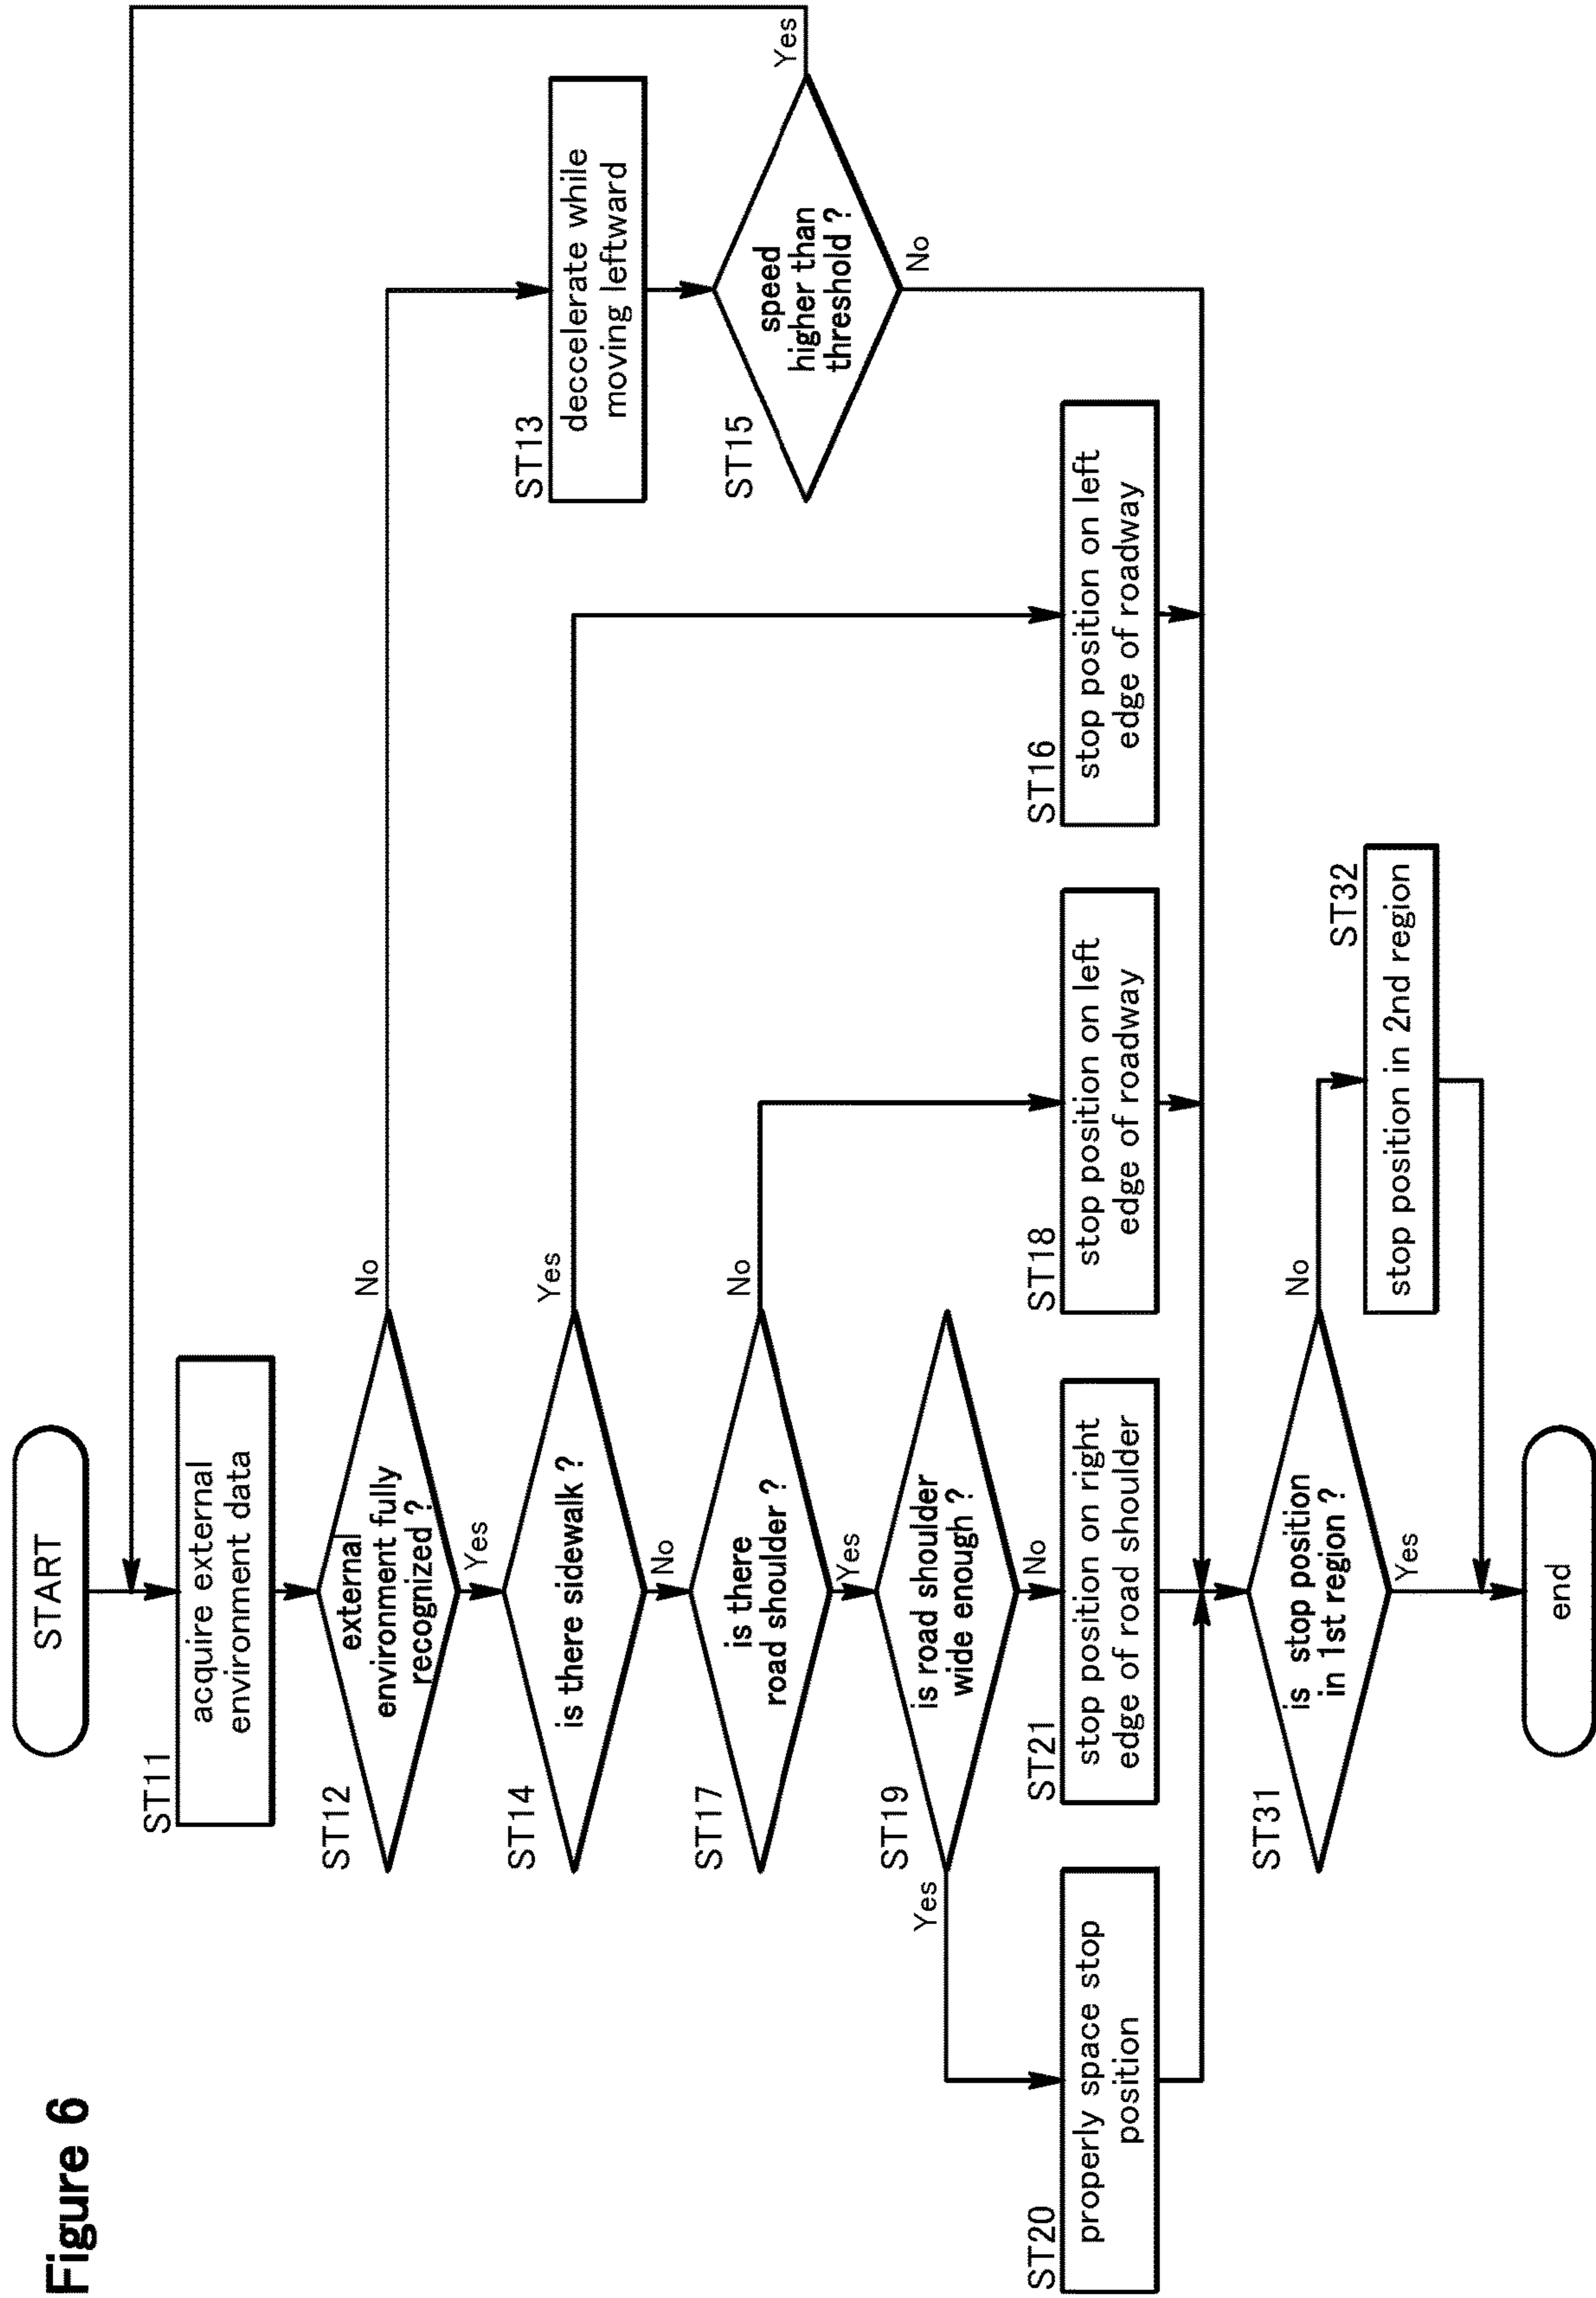 Figure 6
START
ST11
acquire external
environment data
ST12
external
environment fully
recognized ?
No
Yes
ST13
deccelerate while
moving leftward
ST14
is there sidewalk ?
Yes
No
ST15
speed
higher than
threshold ?
Yes
No
ST17
is there
road shoulder ?
No
Yes
ST19
is road shoulder
wide enough ?
Yes
No
ST20
properly space stop
position
ST21
stop position on right
edge of road shoulder
ST18
stop position on left
edge of roadway
ST16
stop position on left
edge of roadway
ST31
is stop position
in 1st region ?
No
Yes
ST32
stop position in 2nd region
end